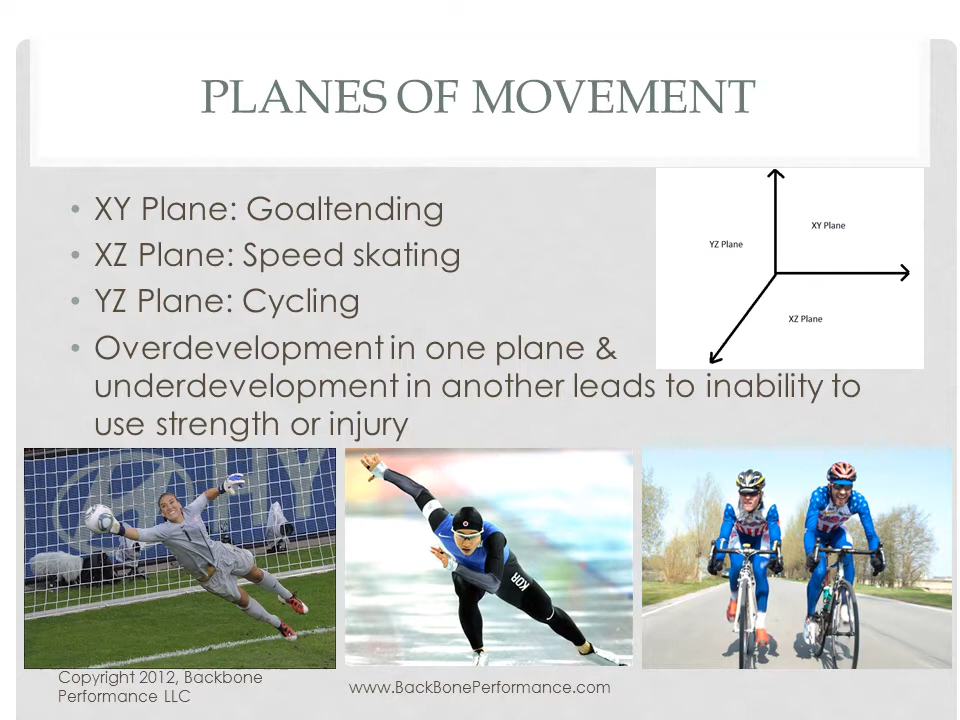 PLANES OF MOVEMENT
• XY Plane: Goaltending
• XZ Plane: Speed skating
• YZ Plane: Cycling
• Overdevelopment in one plane &
underdevelopment in another leads to inability to
use strength or injury
XY Plane
YZ Plane
XZ Plane
KOR
Copyright 2012, Backbone
Performance LLC
www.BackBonePerformance.com